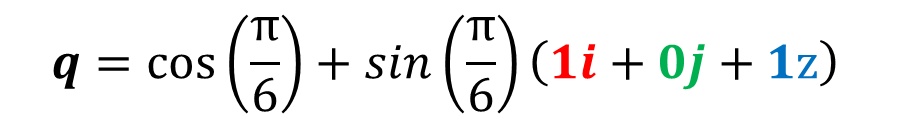 q = cos(π/6) + sin(π/6)(1i + 0j + 1z)